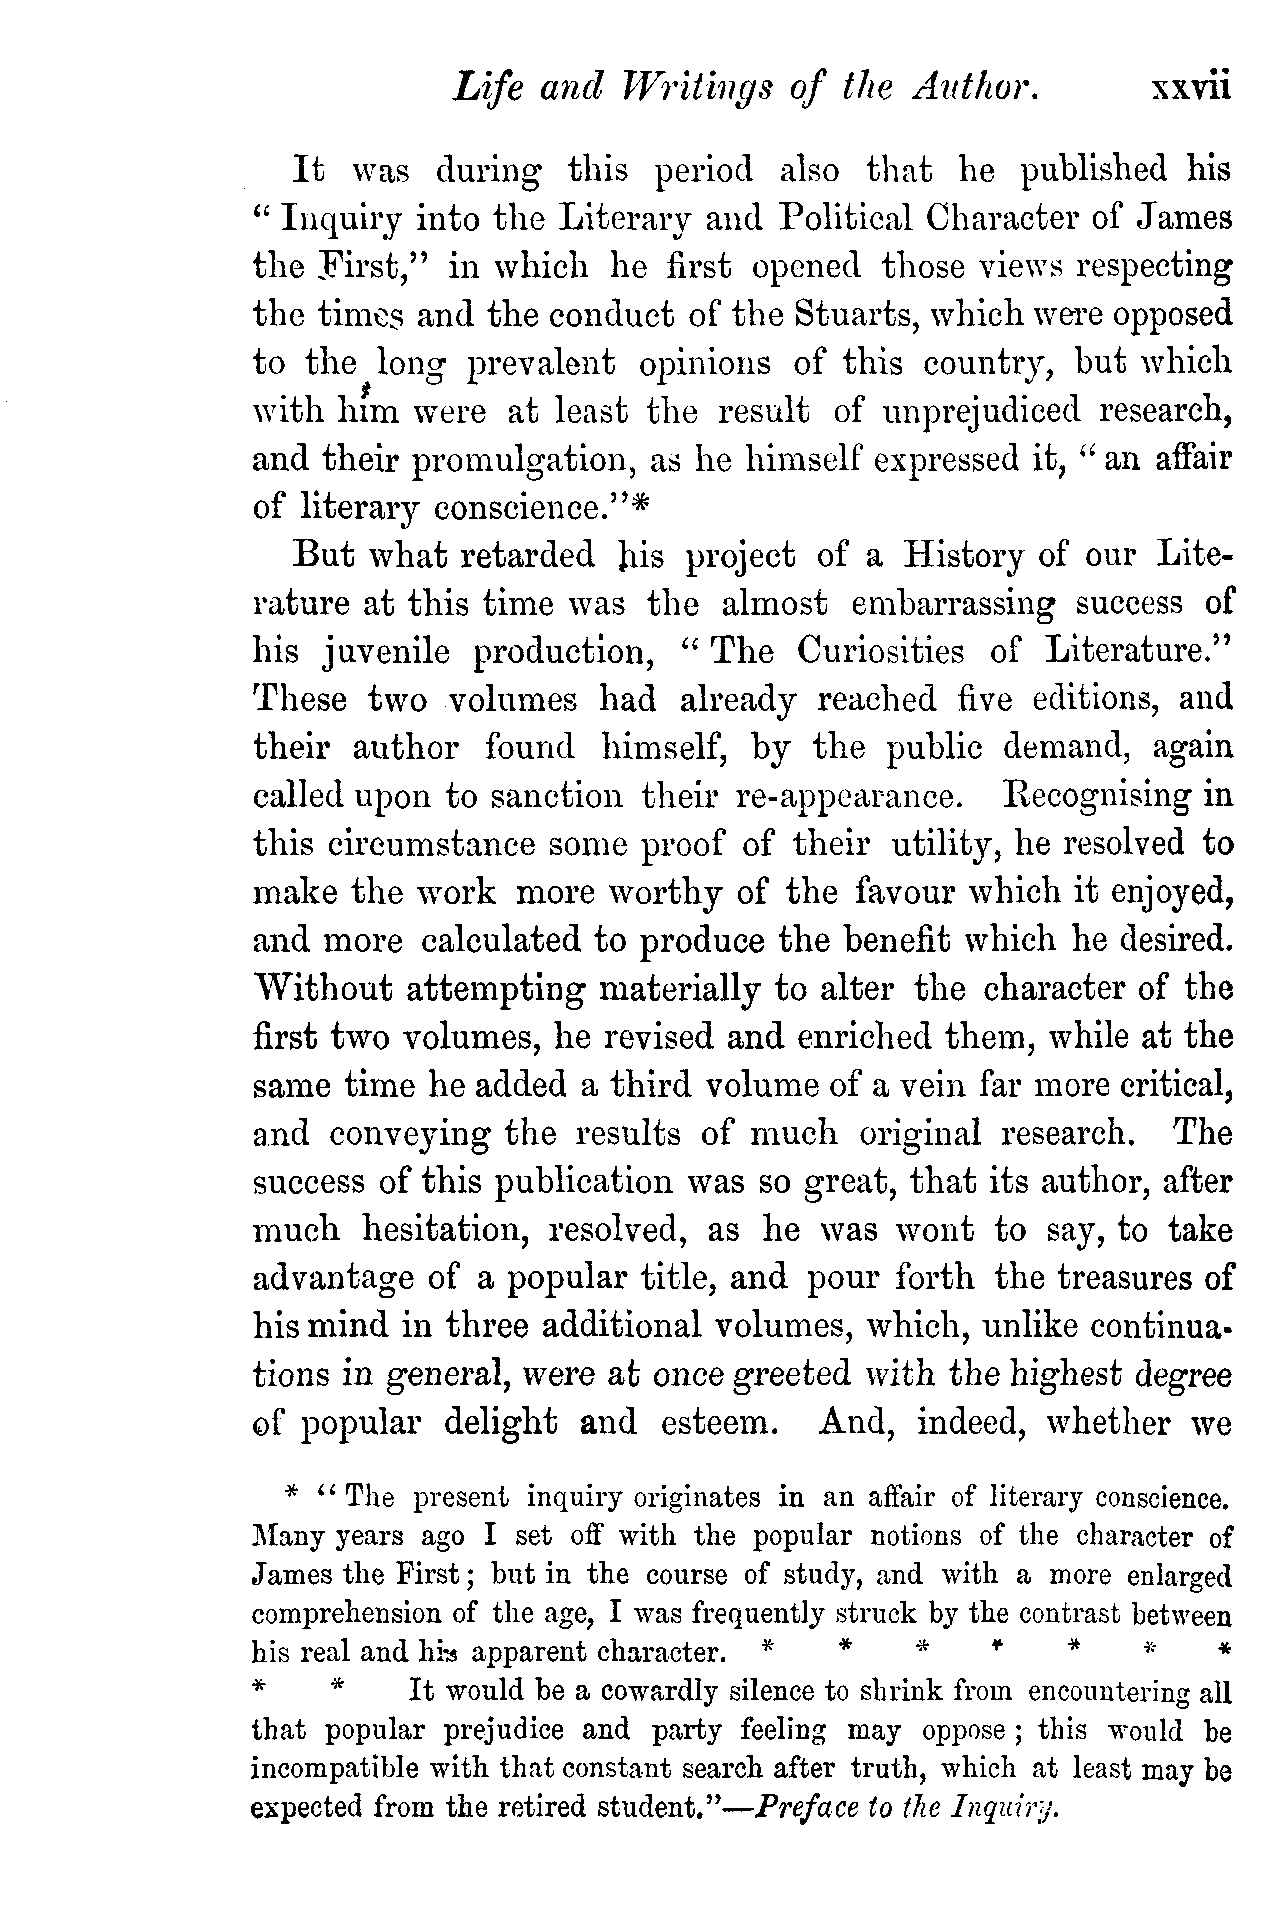 Life and Writings of the Author. xxvii
It was during this period also that he published his
" Inquiry into the Literary and Political Character of James
the First," in which he first opened those views respecting
the times and the conduct of the Stuarts, which were opposed
to the long prevalent opinions of this country, but which
with him were at least the result of unprejudiced research,
and their promulgation, as he himself expressed it, " an affair
of literary conscience."*
But what retarded his project of a History of our Lite-
rature at this time was the almost embarrassing success of
his juvenile production, " The Curiosities of Literature."
These two volumes had already reached five editions, and
their author found himself, by the public demand, again
called upon to sanction their re-appearance. Recognising in
this circumstance some proof of their utility, he resolved to
make the work more worthy of the favour which it enjoyed,
and more calculated to produce the benefit which he desired.
Without attempting materially to alter the character of the
first two volumes, he revised and enriched them, while at the
same time he added a third volume of a vein far more critical,
and conveying the results of much original research. The
success of this publication was so great, that its author, after
much hesitation, resolved, as he was wont to say, to take
advantage of a popular title, and pour forth the treasures of
his mind in three additional volumes, which, unlike continua-
tions in general, were at once greeted with the highest degree
of popular delight and esteem. And, indeed, whether we
* " The present inquiry originates in an affair of literary conscience.
Many years ago I set off with the popular notions of the character of
James the First; but in the course of study, and with a more enlarged
comprehension of the age, I was frequently struck by the contrast between
his real and his apparent character. * * * * * * *
* * It would be a cowardly silence to shrink from encountering all
that popular prejudice and party feeling may oppose; this would be
incompatible with that constant search after truth, which at least may be
expected from the retired student."—Preface to the Inquiry.